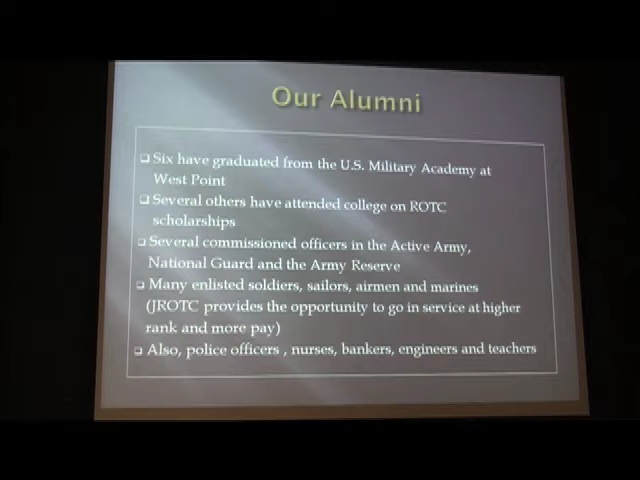 Our Alumni
❑ Six have graduated from the U.S. Military Academy at
West Point
❑ Several others have attended college on ROTC
scholarships
❑ Several commissioned officers in the Active Army,
National Guard and the Army Reserve
❑ Many enlisted soldiers, sailors, airmen and marines
(JROTC provides the opportunity to go in service at higher
rank and more pay)
❑ Also, police officers , nurses, bankers, engineers and teachers